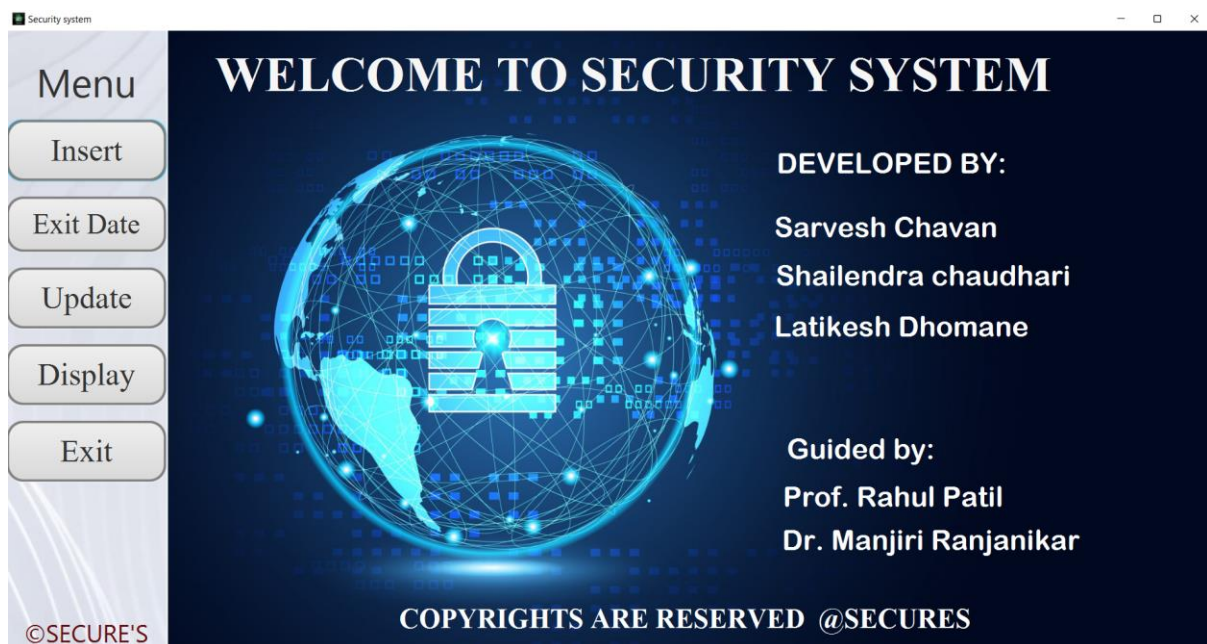 Security system
Menu
Insert
Exit Date
Update
Display
Exit
©SECURE'S
WELCOME TO SECURITY SYSTEM
DEVELOPED BY:
Sarvesh Chavan
Shailendra chaudhari
Latikesh Dhomane
Guided by:
Prof. Rahul Patil
Dr. Manjiri Ranjanikar
COPYRIGHTS ARE RESERVED @SECURES